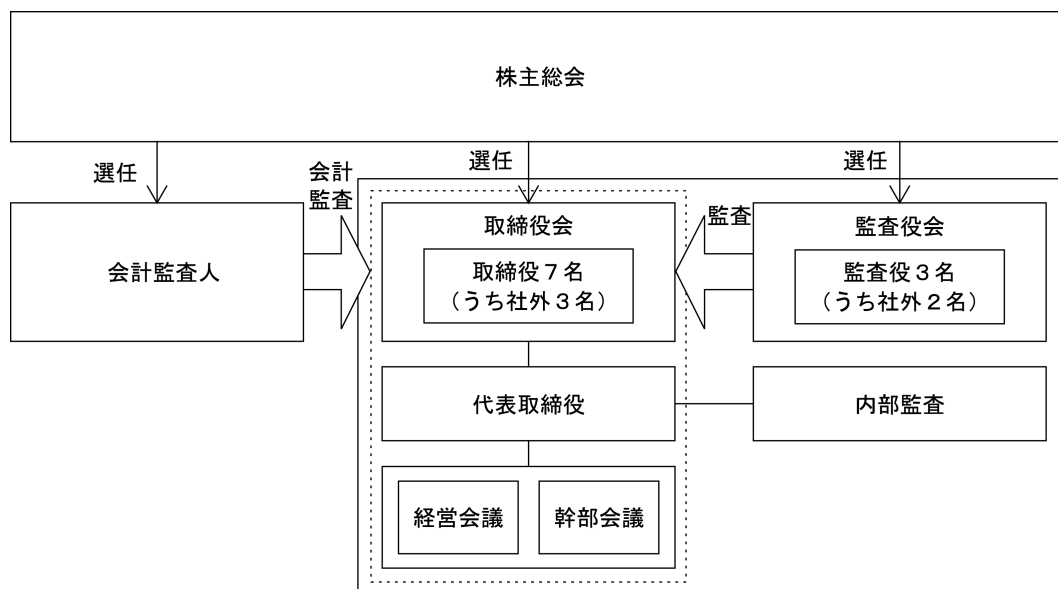 株主総会
選任
選任
選任
会計
監査
監査
会計監査人
取締役会
取締役７名
（うち社外３名）
監査役会
監査役３名
（うち社外２名）
代表取締役
内部監査
経営会議
幹部会議